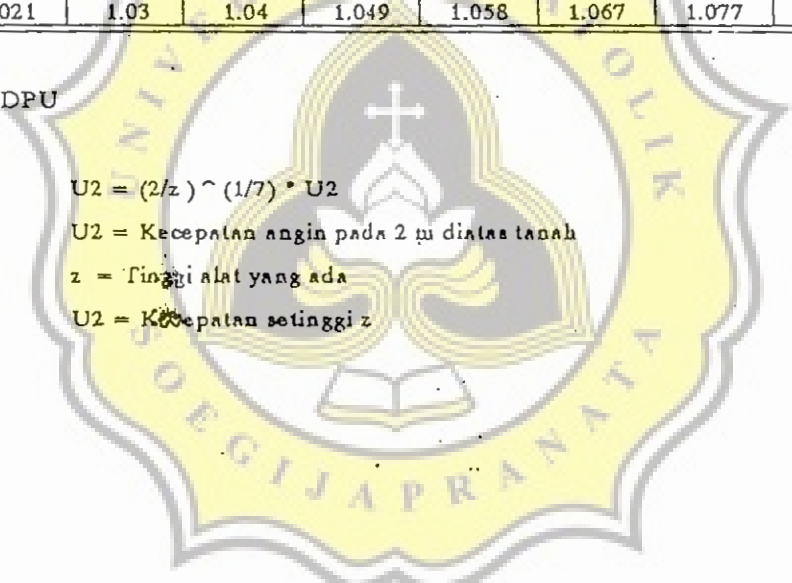 021 | 1.03 | 1.04 | 1.049 | 1.058 | 1.067 | 1.077
DPU
U2 = (2/z ) ^ (1/7) * U2
U2 = Kecepatan angin pada 2 m diatas tanah
z = Tinggi alat yang ada
U2 = Kecepatan setinggi z
SOEGIJAPRANATA